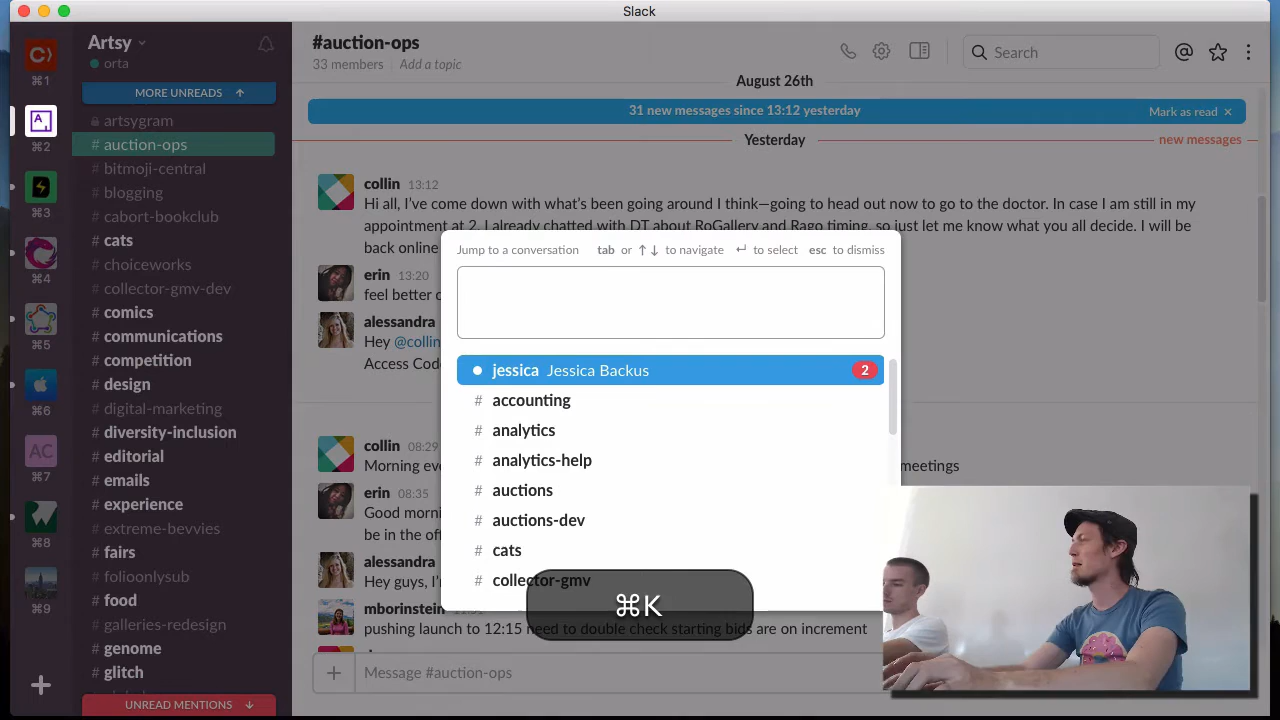 Slack
⌘1
⌘2
⌘3
⌘4
⌘5
⌘6
AC
⌘7
⌘8
⌘9
Artsy
orta
MORE UNREADS ↑
artsygram
# auction-ops
# bitmoji-central
# blogging
# cabort-bookclub
# cats
# choiceworks
# collector-gmv-dev
# comics
# communications
# competition
# design
# digital-marketing
# diversity-inclusion
# editorial
# emails
# experience
# extreme-bevvies
# fairs
# folioonlysub
# food
# galleries-redesign
# genome
# glitch
UNREAD MENTIONS ↓
#auction-ops
33 members | Add a topic
Search
August 26th
31 new messages since 13:12 yesterday
Mark as read ×
Yesterday
new messages
collin 13:12
Hi all, I've come down with what's been going around I think—going to head out now to go to the doctor. In case I am still in my
appointment at 2, I already chatted with DT about RoGallery and Rago timing, so just let me know what you all decide. I will be
back online
erin 13:20
feel better
alessandra
Hey @collin
Access
collin 08:29
Morning
meetings
erin 08:35
Good
be in the
alessandra
Hey guys,
mborinstein
pushing launch to 12:15 need to double check starting bids are on increment
Message #auction-ops
Jump to a conversation tab or ↑↓ to navigate ↵ to select esc to dismiss
jessica Jessica Backus 2
# accounting
# analytics
# analytics-help
# auctions
# auctions-dev
# cats
# collector-gmv
⌘K